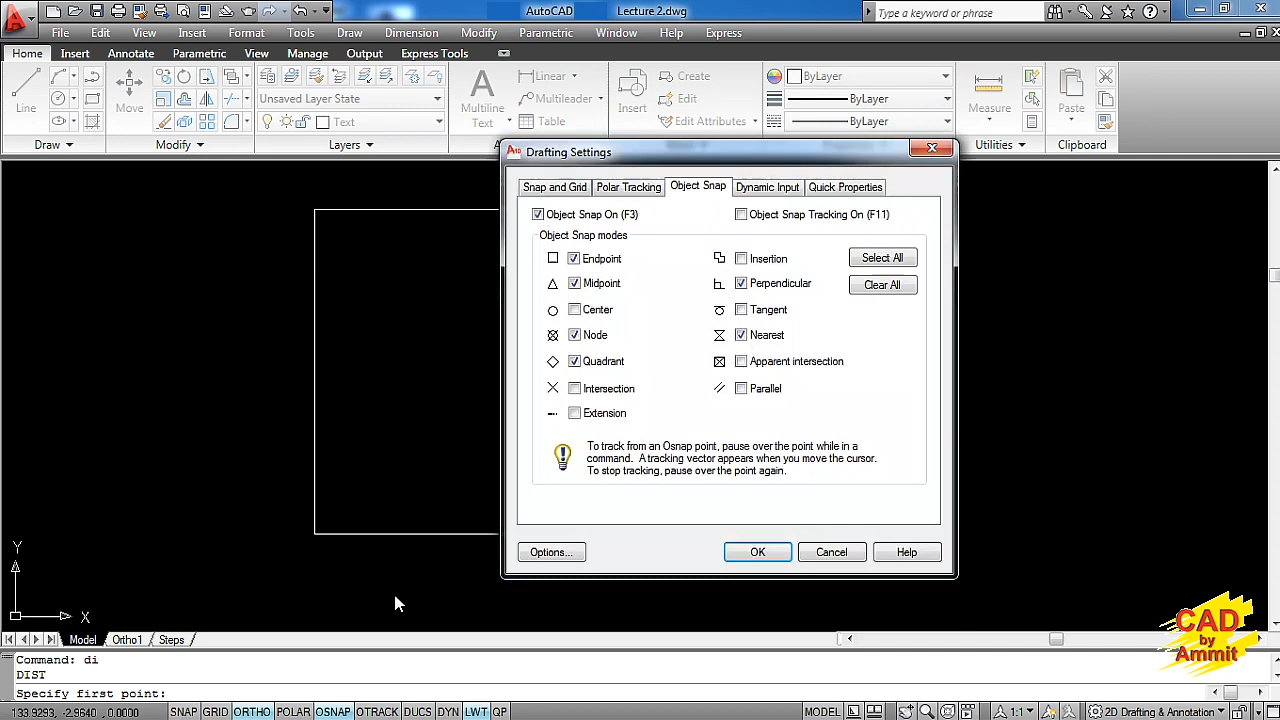 AutoCAD Lecture 2.dwg Type a keyword or phrase
File Edit View Insert Format Tools Draw Dimension Modify Parametric Window Help Express
Home Insert Annotate Parametric View Manage Output Express Tools
Linear Create ByLayer
Line Move Unsaved Layer State Multiline Text Multileader Insert Edit ByLayer Measure Paste
Text Table Edit Attributes ByLayer
Draw Modify Layers Utilities Clipboard
Drafting Settings
Snap and Grid Polar Tracking Object Snap Dynamic Input Quick Properties
Object Snap On (F3) Object Snap Tracking On (F11)
Object Snap modes
Endpoint Insertion Select All
Midpoint Perpendicular Clear All
Center Tangent
Node Nearest
Quadrant Apparent intersection
Intersection Parallel
Extension
To track from an Osnap point, pause over the point while in a
command. A tracking vector appears when you move the cursor.
To stop tracking, pause over the point again.
Options... OK Cancel Help
Y
X
CAD
by
Ammit
Model Ortho1 Steps
Command: di
DIST
Specify first point:
133.9293, -2.9640, 0.0000 SNAP GRID ORTHO POLAR OSNAP OTRACK DUCS DYN LWT QP MODEL 1:1 2D Drafting & Annotation